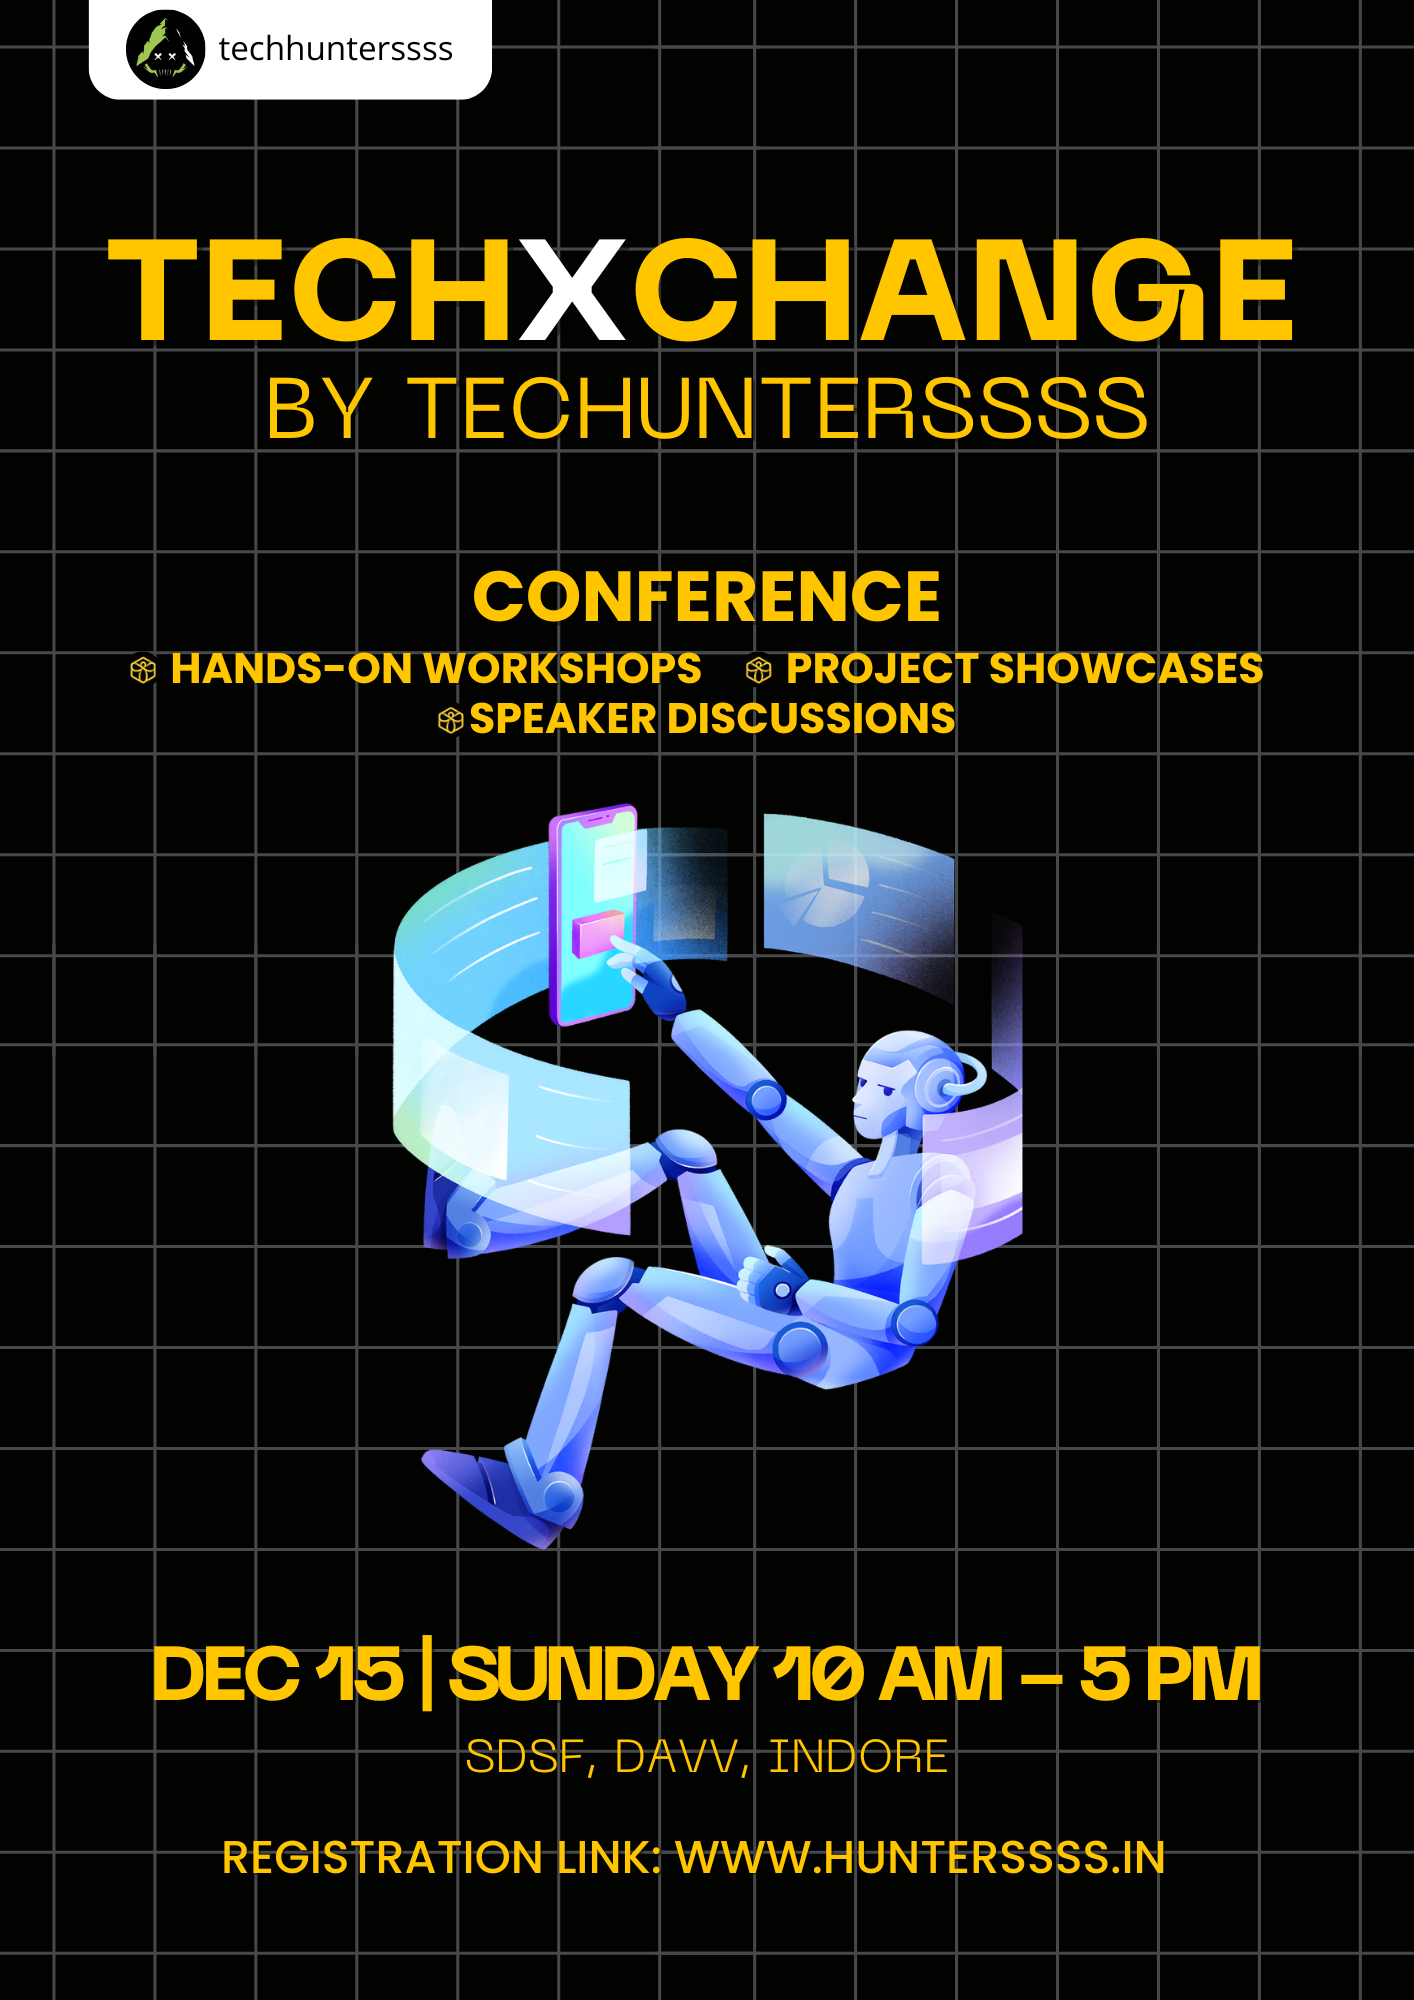 techhunterssss
TECHXCHANGE
BY TECHUNTERSSSS
CONFERENCE
HANDS-ON WORKSHOPS PROJECT SHOWCASES
SPEAKER DISCUSSIONS
DEC 15 | SUNDAY 10 AM – 5 PM
SDSF, DAVV, INDORE
REGISTRATION LINK: WWW.HUNTERSSSS.IN